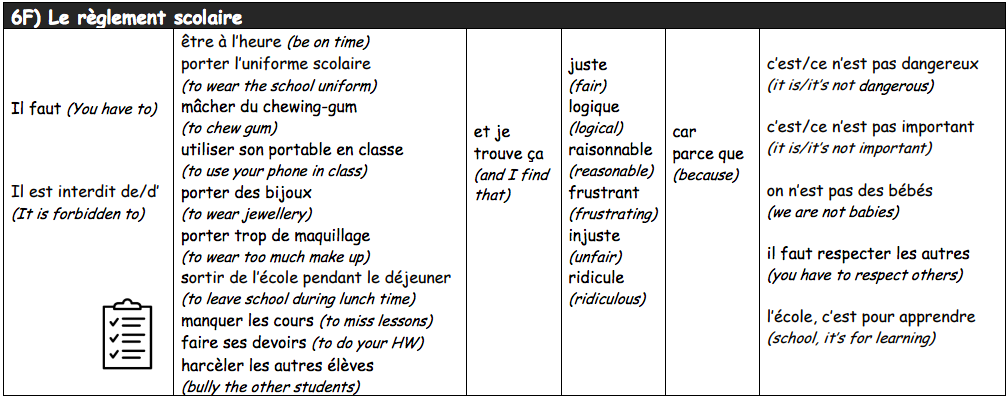 6F) Le règlement scolaire
Il faut (You have to)
Il est interdit de/d'
(It is forbidden to)
être à l'heure (be on time)
porter l'uniforme scolaire
(to wear the school uniform)
mâcher du chewing-gum
(to chew gum)
utiliser son portable en classe
(to use your phone in class)
porter des bijoux
(to wear jewellery)
porter trop de maquillage
(to wear too much make up)
sortir de l'école pendant le déjeuner
(to leave school during lunch time)
manquer les cours (to miss lessons)
faire ses devoirs (to do your HW)
harcèler les autres élèves
(bully the other students)
et je
trouve ça
(and I find
that)
juste
(fair)
logique
(logical)
raisonnable
(reasonable)
frustrant
(frustrating)
injuste
(unfair)
ridicule
(ridiculous)
car
parce que
(because)
c'est/ce n'est pas dangereux
(it is/it's not dangerous)
c'est/ce n'est pas important
(it is/it's not important)
on n'est pas des bébés
(we are not babies)
il faut respecter les autres
(you have to respect others)
l'école, c'est pour apprendre
(school, it's for learning)